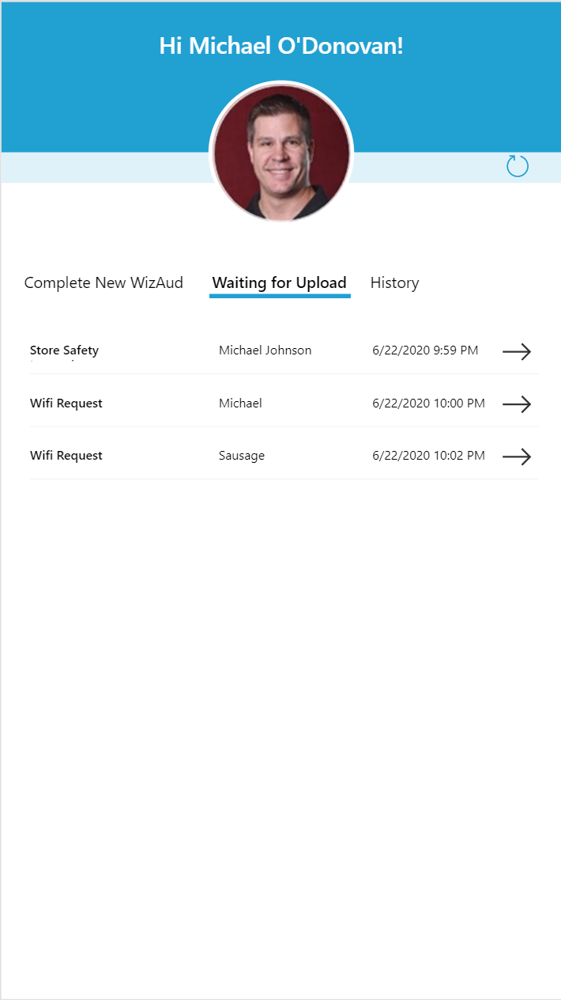 Hi Michael O'Donovan!
Complete New WizAud Waiting for Upload History
Store Safety Michael Johnson 6/22/2020 9:59 PM
Wifi Request Michael 6/22/2020 10:00 PM
Wifi Request Sausage 6/22/2020 10:02 PM